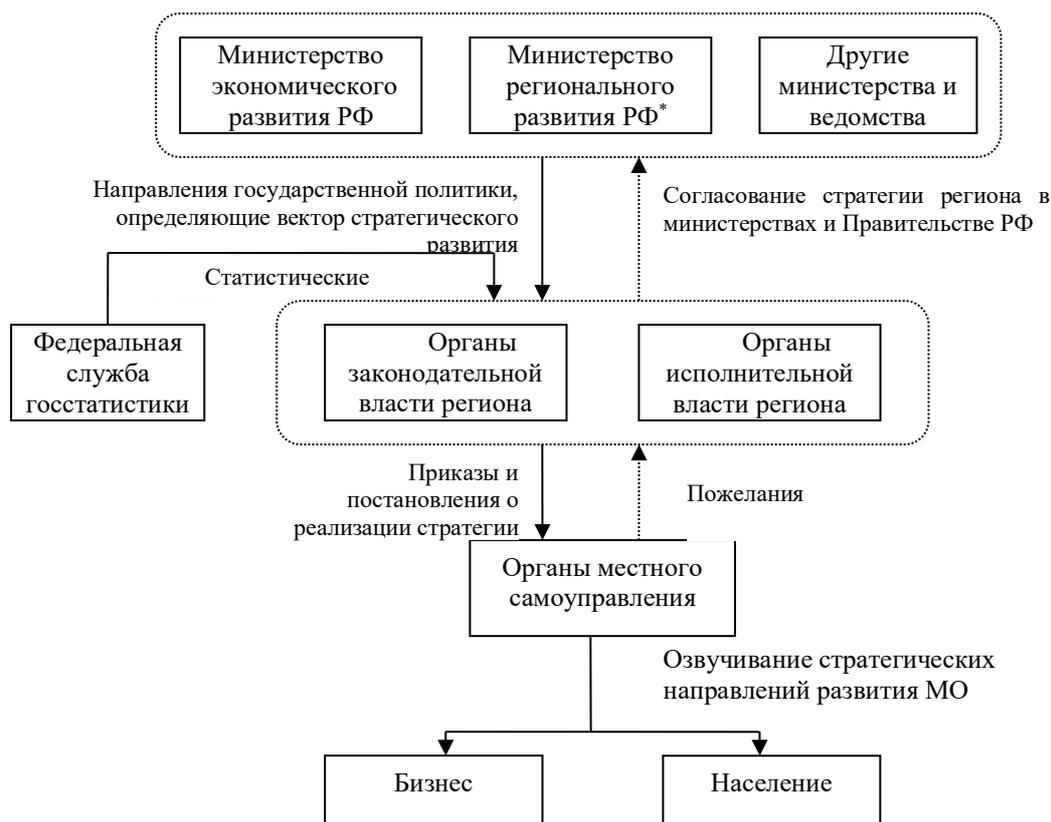 Министерство
экономического
развития РФ
Министерство
регионального
развития РФ*
Другие
министерства и
ведомства
Направления государственной политики,
определяющие вектор стратегического
развития
Согласование стратегии региона в
министерствах и Правительстве РФ
Статистические
Федеральная
служба
госстатистики
Органы
законодательной
власти региона
Органы
исполнительной
власти региона
Приказы и
постановления о
реализации стратегии
Пожелания
Органы местного
самоуправления
Озвучивание стратегических
направлений развития МО
Бизнес
Население